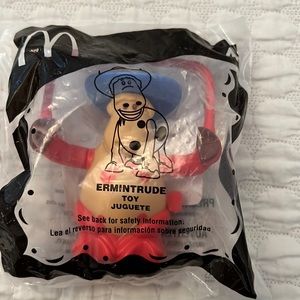 ERMINTRUDE
TOY
JUGUETE
See back for safety information.
Lea el reverso para información sobre seguridad